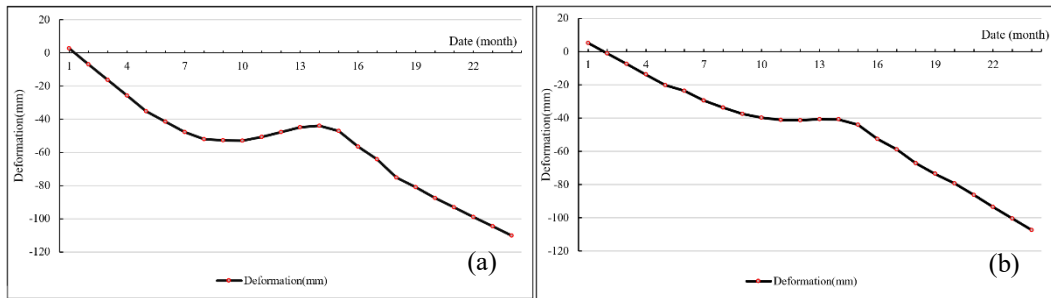 20
0
-20
-40
-60
-80
-100
-120
Deformation(mm)
Date (month)
1 4 7 10 13 16 19 22
Deformation(mm)
(a)
20
0
-20
-40
-60
-80
-100
-120
Deformation(mm)
Date (month)
1 4 7 10 13 16 19 22
Deformation(mm)
(b)